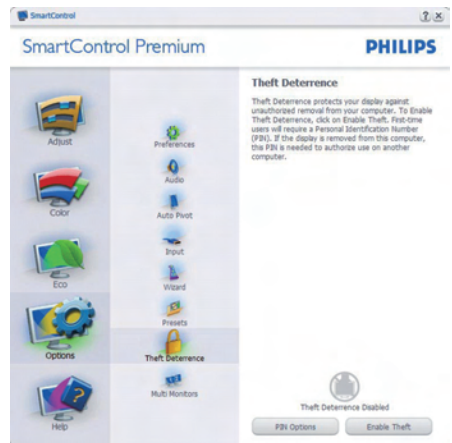 SmartControl
SmartControl Premium
PHILIPS
Adjust
Color
Eco
Options
Help
Preferences
Audio
Auto Pivot
Input
Wizard
Presets
Theft Deterrence
Multi Monitors
Theft Deterrence
Theft Deterrence protects your display against
unauthorized removal from your computer. To Enable
Theft Deterrence, click on Enable Theft. First-time
users will require a Personal Identification Number
(PIN). If the display is removed from this computer,
this PIN is needed to authorize use on another
computer.
Theft Deterrence Disabled
PIN Options
Enable Theft